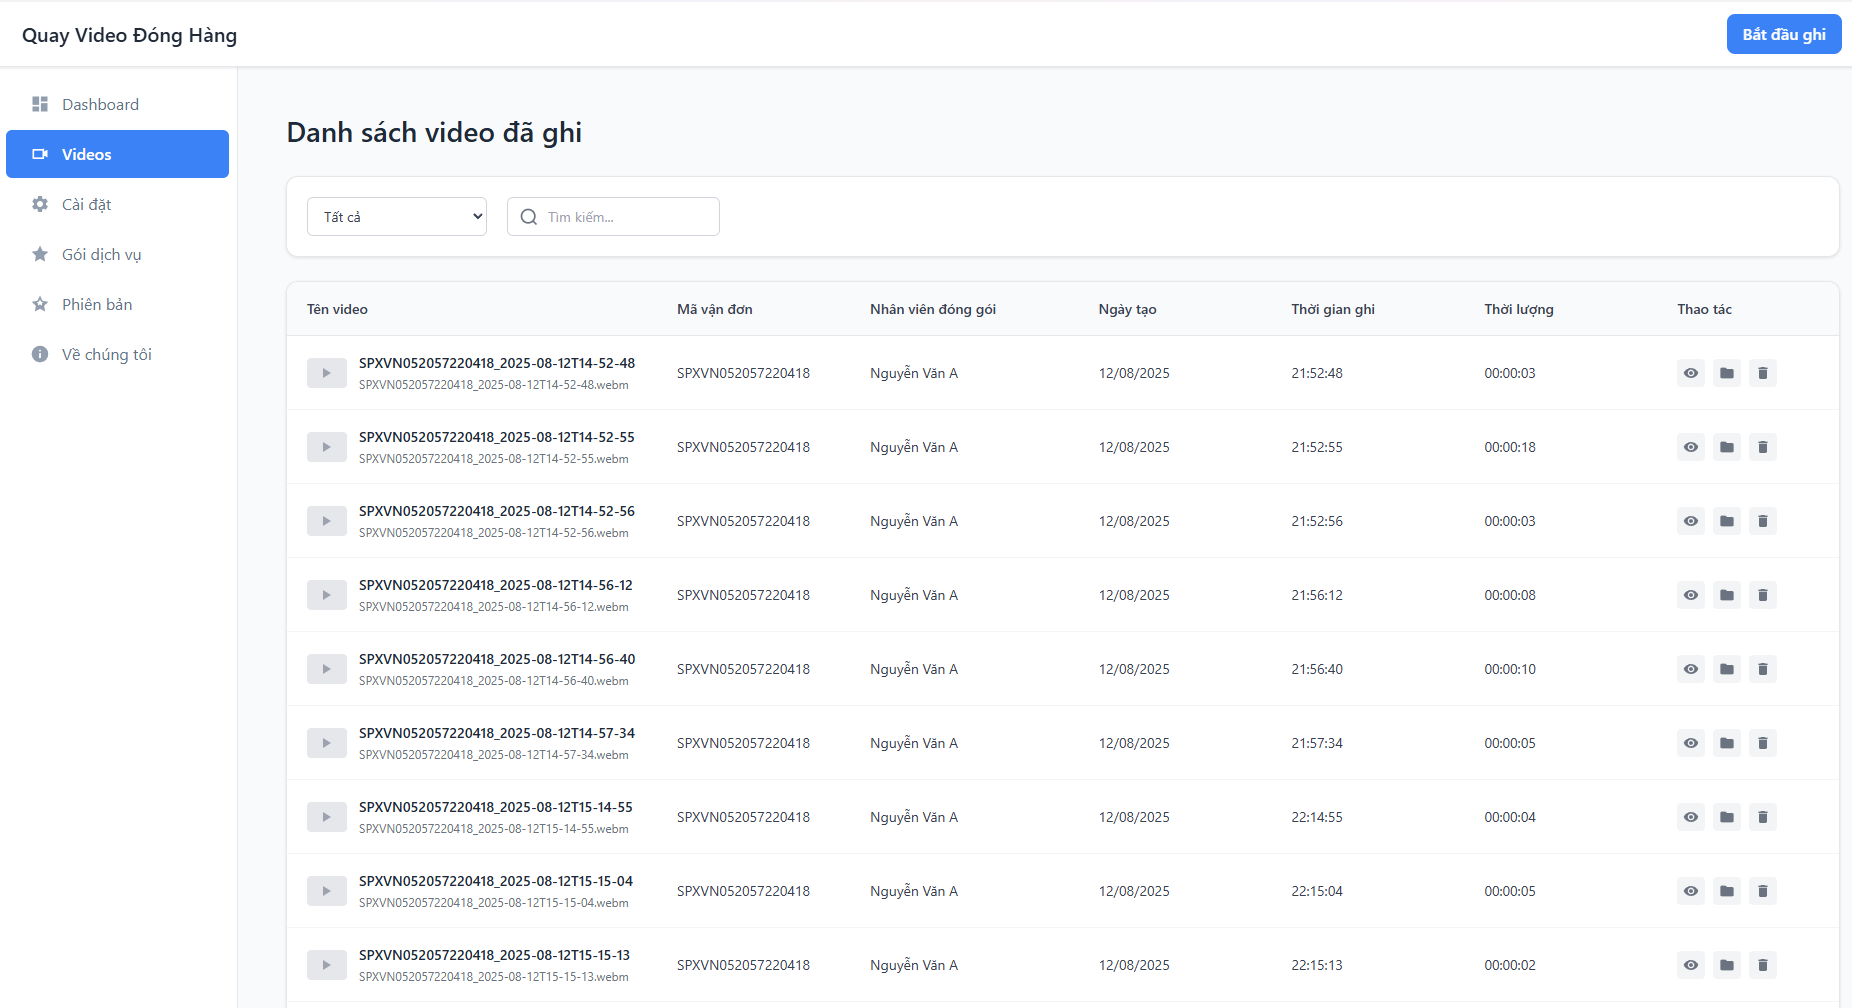 Quay Video Đóng Hàng
Bắt đầu ghi
Dashboard
Videos
Cài đặt
Gói dịch vụ
Phiên bản
Về chúng tôi
Danh sách video đã ghi
Tất cả
Tìm kiếm...
Tên video Mã vận đơn Nhân viên đóng gói Ngày tạo Thời gian ghi Thời lượng Thao tác
SPXVN052057220418_2025-08-12T14-52-48
SPXVN052057220418_2025-08-12T14-52-48.webm
SPXVN052057220418 Nguyễn Văn A 12/08/2025 21:52:48 00:00:03
SPXVN052057220418_2025-08-12T14-52-55
SPXVN052057220418_2025-08-12T14-52-55.webm
SPXVN052057220418 Nguyễn Văn A 12/08/2025 21:52:55 00:00:18
SPXVN052057220418_2025-08-12T14-52-56
SPXVN052057220418_2025-08-12T14-52-56.webm
SPXVN052057220418 Nguyễn Văn A 12/08/2025 21:52:56 00:00:03
SPXVN052057220418_2025-08-12T14-56-12
SPXVN052057220418_2025-08-12T14-56-12.webm
SPXVN052057220418 Nguyễn Văn A 12/08/2025 21:56:12 00:00:08
SPXVN052057220418_2025-08-12T14-56-40
SPXVN052057220418_2025-08-12T14-56-40.webm
SPXVN052057220418 Nguyễn Văn A 12/08/2025 21:56:40 00:00:10
SPXVN052057220418_2025-08-12T14-57-34
SPXVN052057220418_2025-08-12T14-57-34.webm
SPXVN052057220418 Nguyễn Văn A 12/08/2025 21:57:34 00:00:05
SPXVN052057220418_2025-08-12T15-14-55
SPXVN052057220418_2025-08-12T15-14-55.webm
SPXVN052057220418 Nguyễn Văn A 12/08/2025 22:14:55 00:00:04
SPXVN052057220418_2025-08-12T15-15-04
SPXVN052057220418_2025-08-12T15-15-04.webm
SPXVN052057220418 Nguyễn Văn A 12/08/2025 22:15:04 00:00:05
SPXVN052057220418_2025-08-12T15-15-13
SPXVN052057220418_2025-08-12T15-15-13.webm
SPXVN052057220418 Nguyễn Văn A 12/08/2025 22:15:13 00:00:02